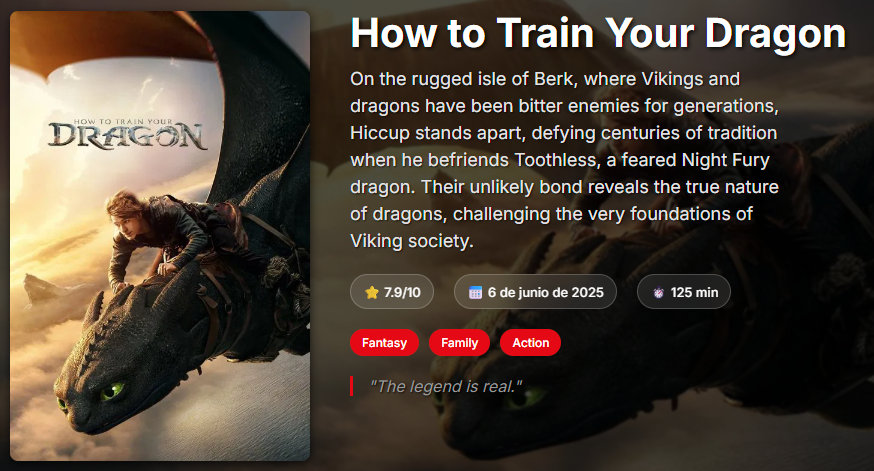 How to Train Your Dragon
HOW TO TRAIN YOUR
DRAGON
On the rugged isle of Berk, where Vikings and
dragons have been bitter enemies for generations,
Hiccup stands apart, defying centuries of tradition
when he befriends Toothless, a feared Night Fury
dragon. Their unlikely bond reveals the true nature
of dragons, challenging the very foundations of
Viking society.
7.9/10
6 de junio de 2025
125 min
Fantasy
Family
Action
"The legend is real."